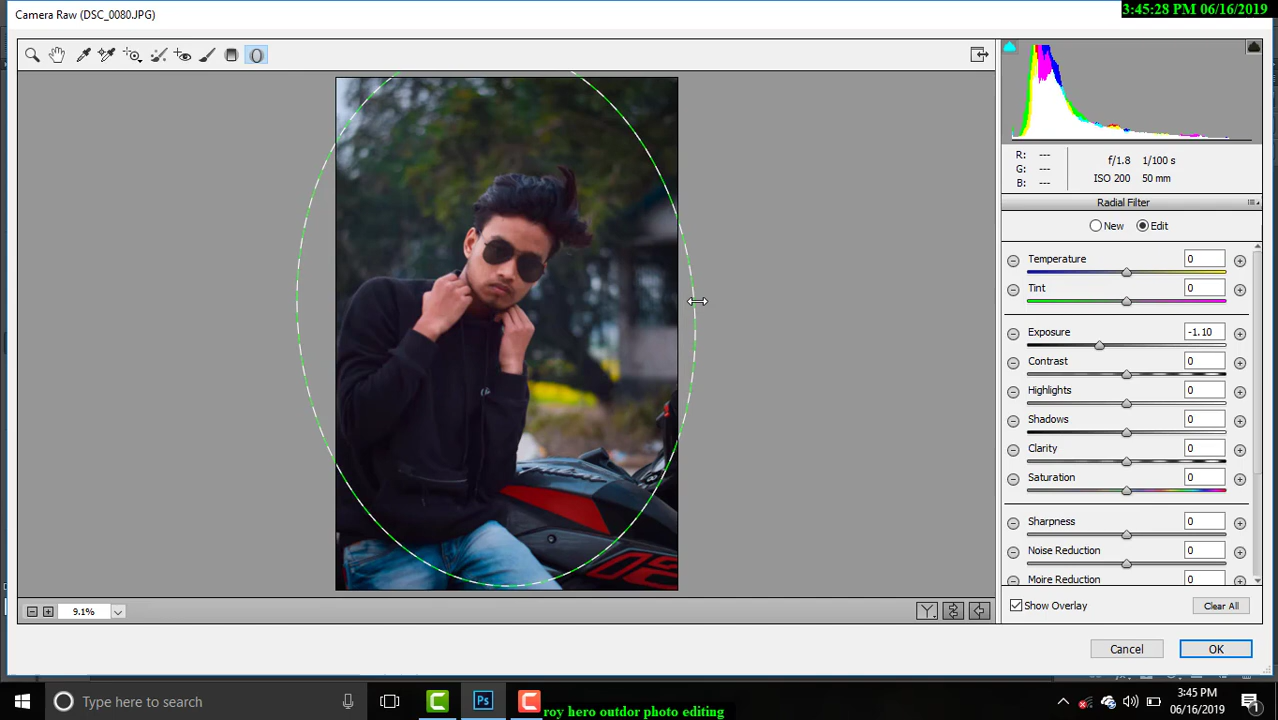 Camera Raw (DSC_0080.JPG)
3:45:28 PM 06/16/2019
R: ---
G: ---
B: ---
f/1.8 1/100 s
ISO 200 50 mm
Radial Filter
New Edit
Temperature 0
Tint 0
Exposure -1.10
Contrast 0
Highlights 0
Shadows 0
Clarity 0
Saturation 0
Sharpness 0
Noise Reduction 0
Moire Reduction 0
9.1%
Y
Show Overlay
Clear All
Cancel
OK
Type here to search
Ps
3:45 PM
06/16/2019
1
roy hero outdor photo editing